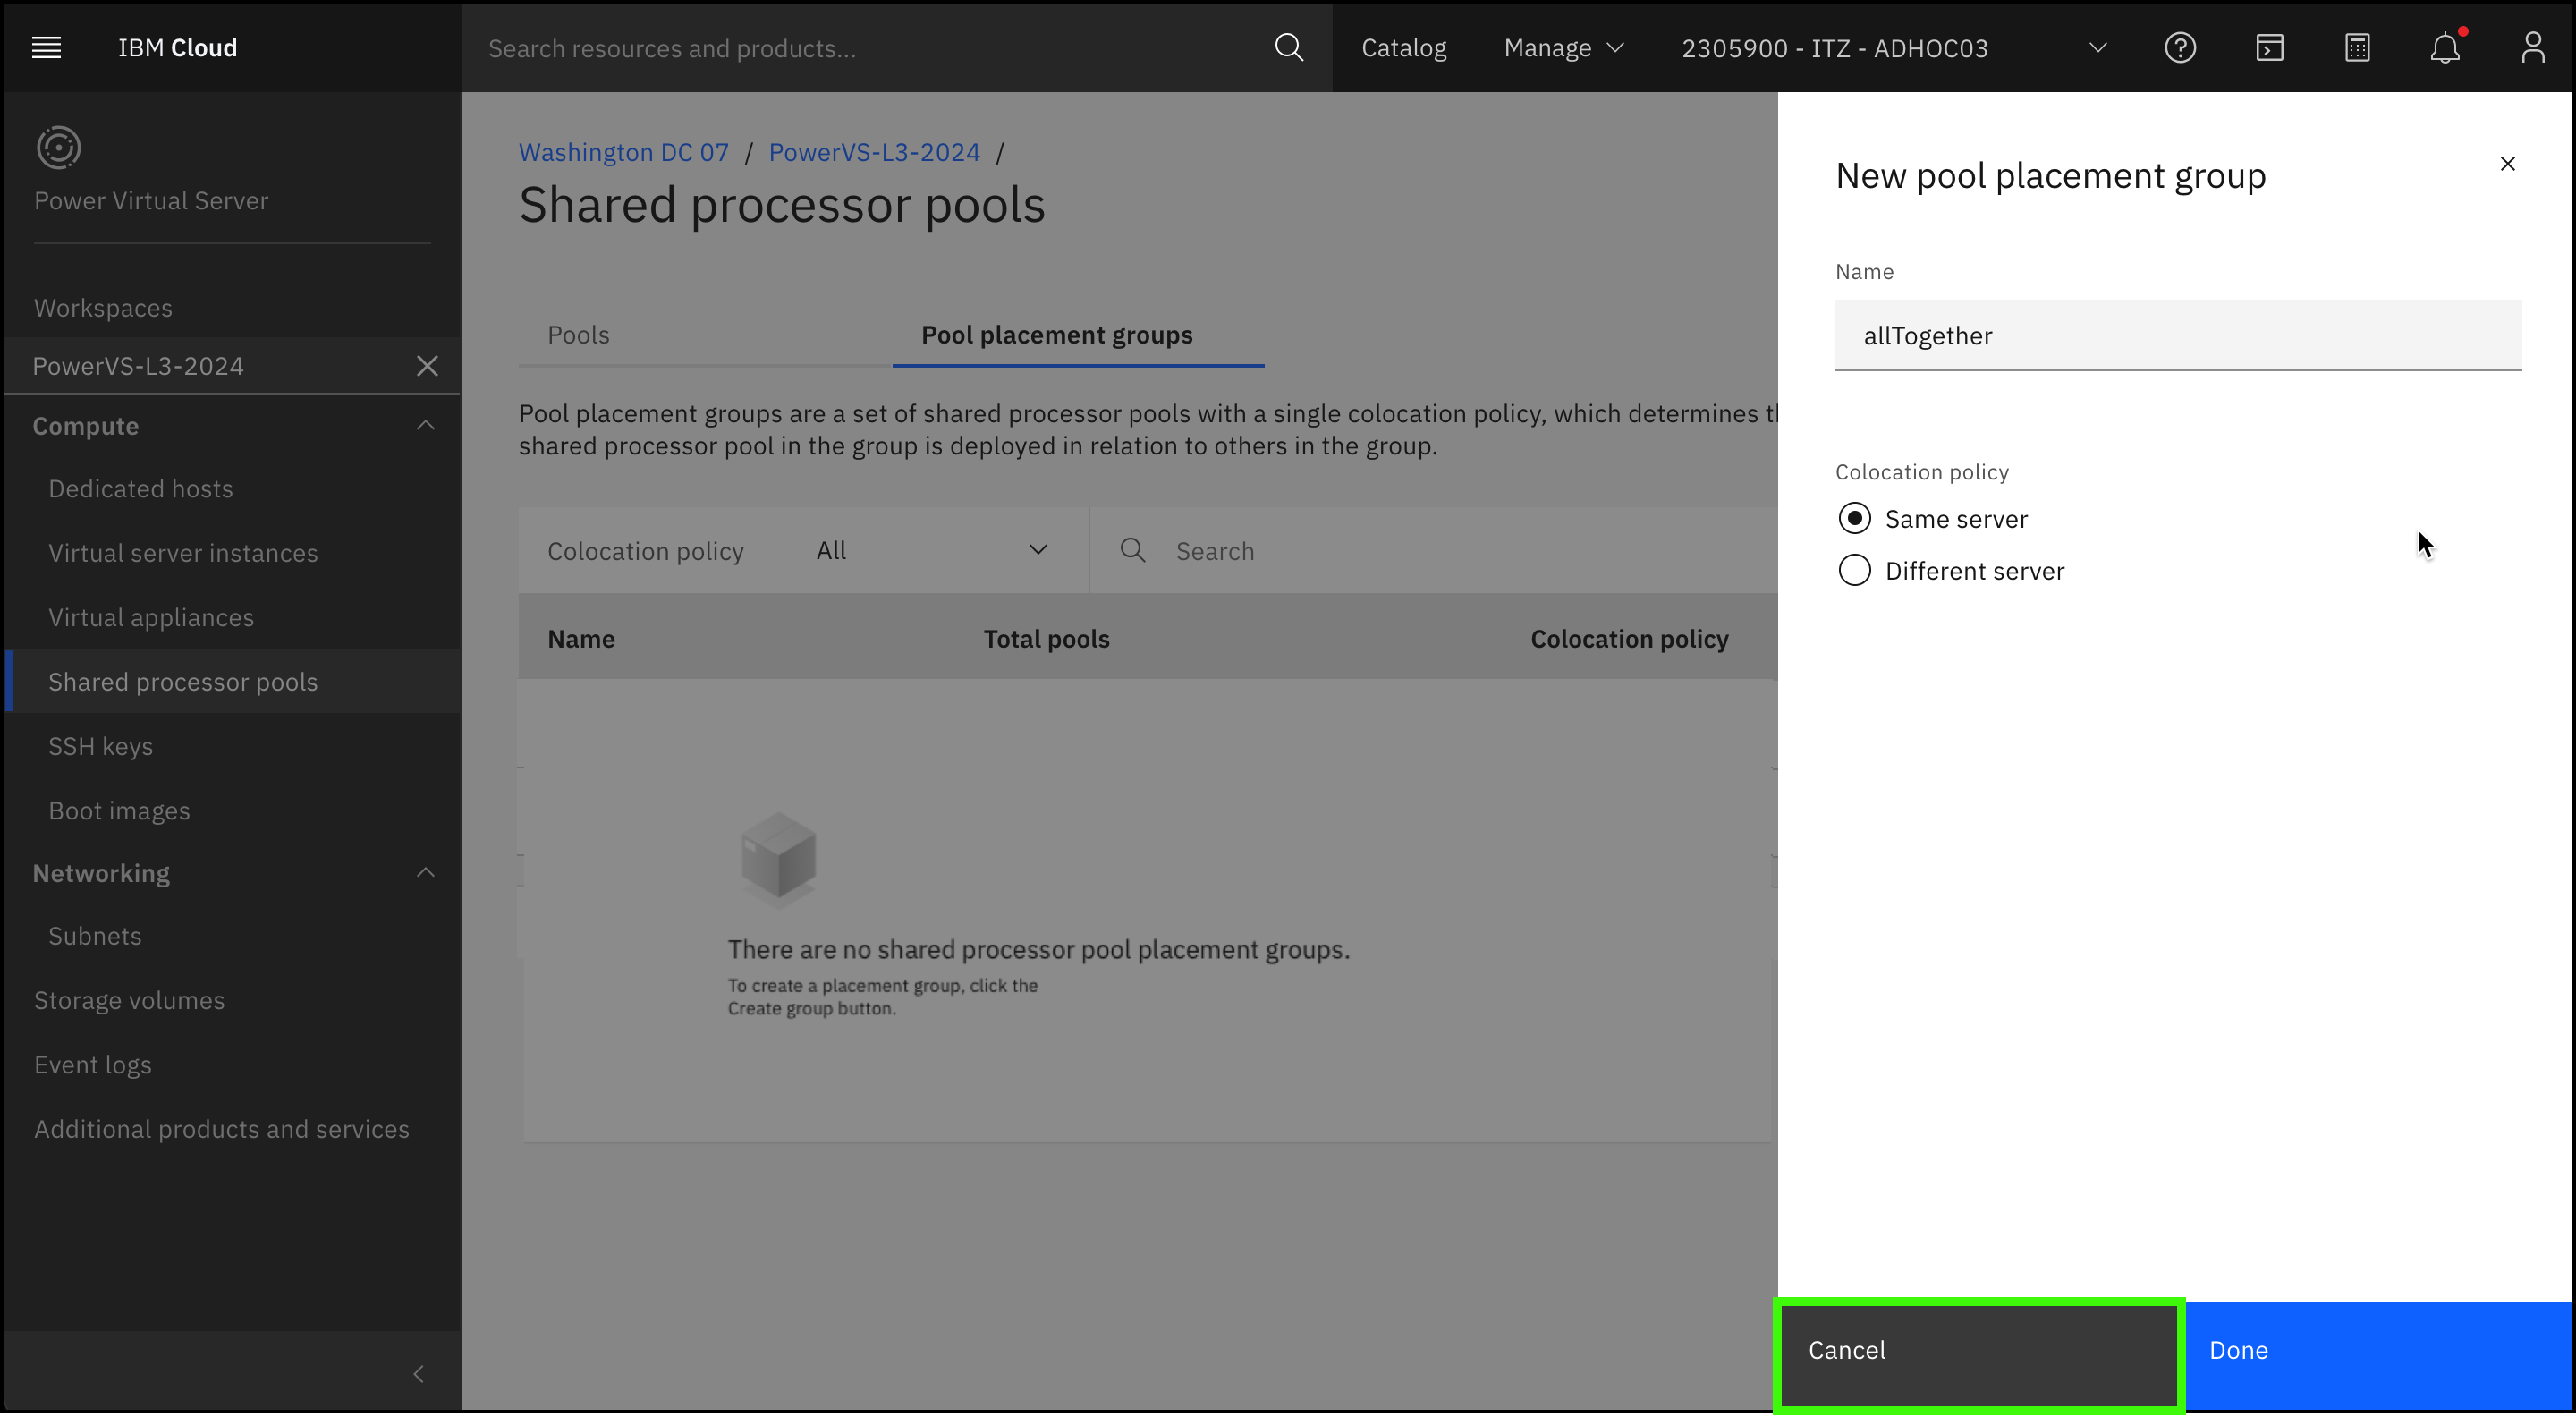 IBM Cloud
Search resources and products...
Catalog
Manage
2305900 - ITZ - ADHOC03
Power Virtual Server
Workspaces
PowerVS-L3-2024
Compute
Dedicated hosts
Virtual server instances
Virtual appliances
Shared processor pools
SSH keys
Boot images
Networking
Subnets
Storage volumes
Event logs
Additional products and services
Washington DC 07 / PowerVS-L3-2024 /
Shared processor pools
Pools
Pool placement groups
Pool placement groups are a set of shared processor pools with a single colocation policy, which determines
shared processor pool in the group is deployed in relation to others in the group.
Colocation policy
All
Search
Name
Total pools
Colocation policy
There are no shared processor pool placement groups.
To create a placement group, click the
Create group button.
New pool placement group
Name
allTogether
Colocation policy
Same server
Different server
Cancel
Done